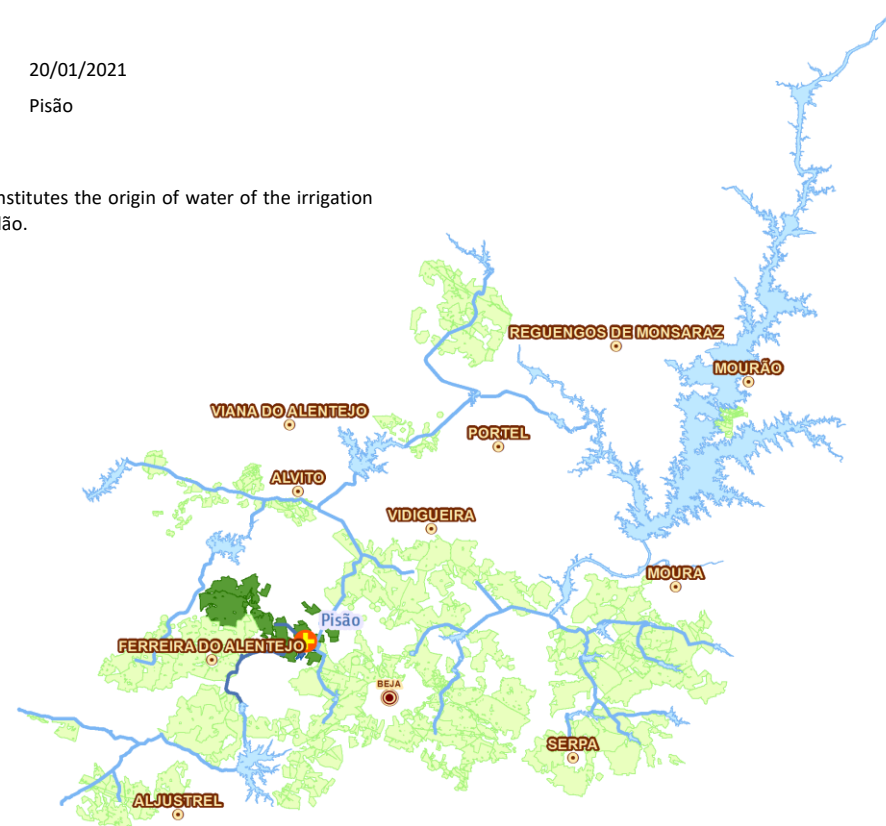 20/01/2021
Pisão
nstitutes the origin of water of the irrigation
lão.
REGUENGOS DE MONSARAZ
MOURÃO
VIANA DO ALENTEJO
PORTEL
ALVITO
VIDIGUEIRA
MOURA
Pisão
FERREIRA DO ALENTEJO
BEJA
SERPA
ALJUSTREL